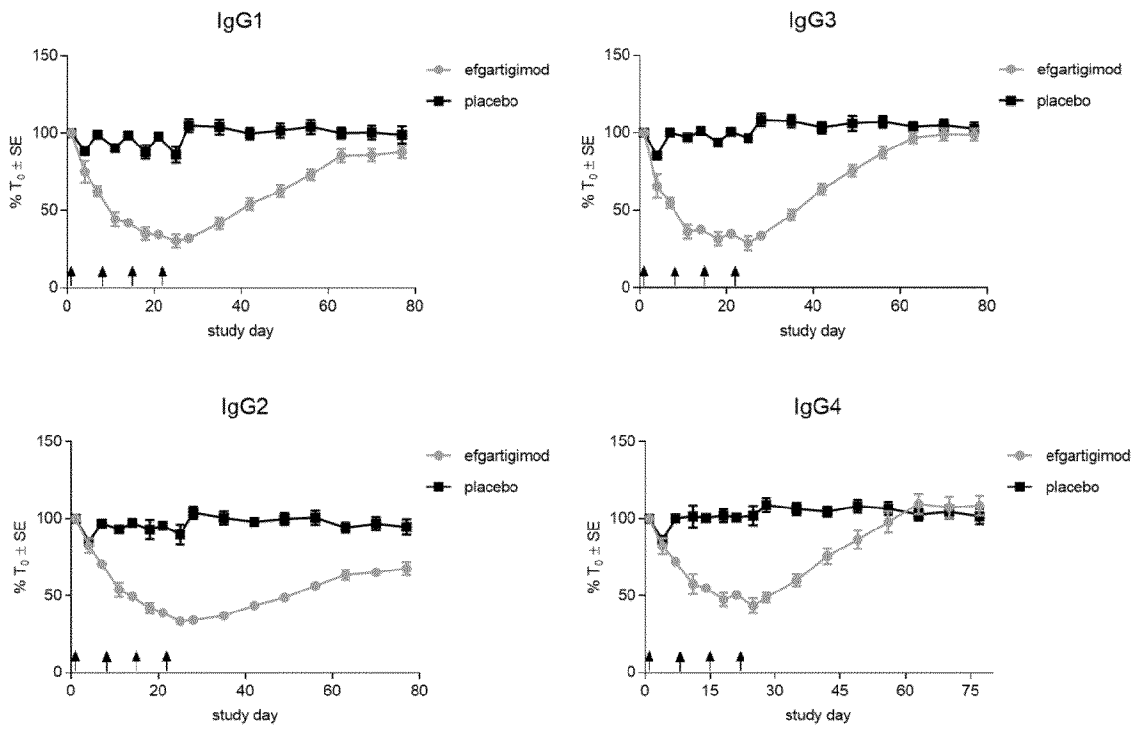 IgG1
150
100
50
0
% T0 ± SE
0 20 40 60 80
study day
efgartigimod
placebo
IgG3
150
100
50
0
% T0 ± SE
0 20 40 60 80
study day
efgartigimod
placebo
IgG2
150
100
50
0
% T0 ± SE
0 20 40 60 80
study day
efgartigimod
placebo
IgG4
150
100
50
0
% T0 ± SE
0 15 30 45 60 75
study day
efgartigimod
placebo